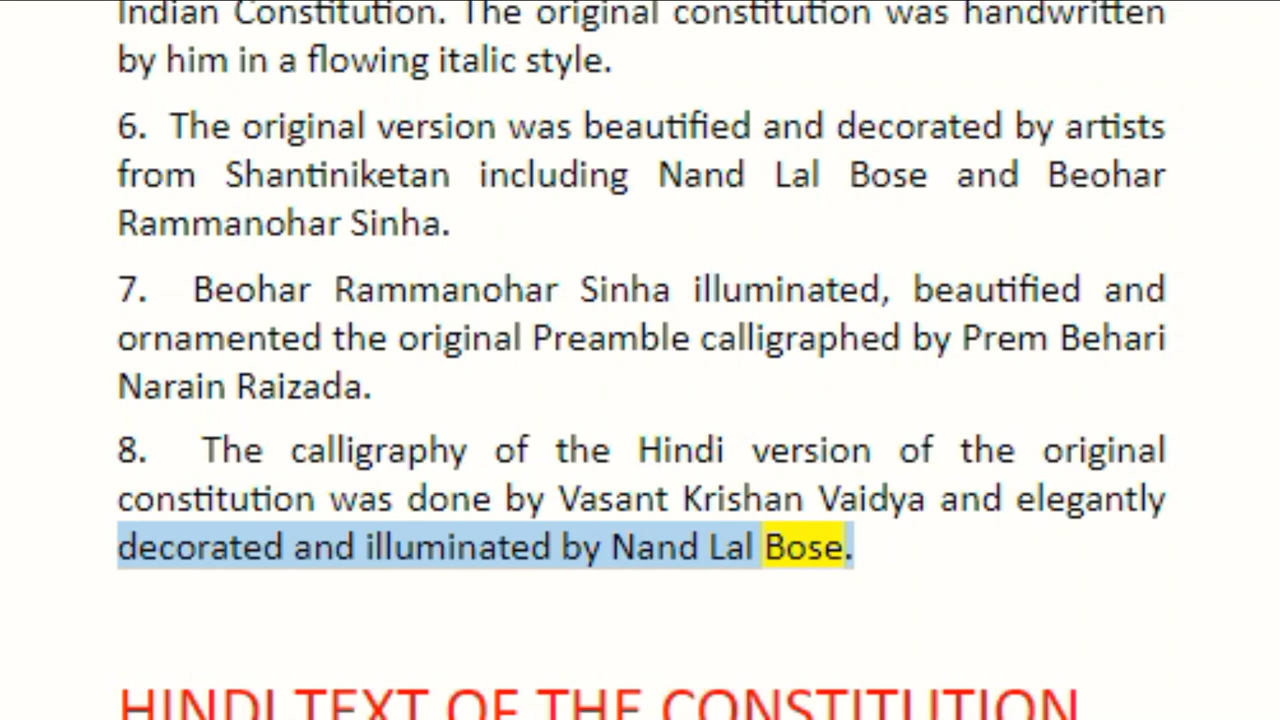 Indian Constitution. The original constitution was handwritten
by him in a flowing italic style.
6. The original version was beautified and decorated by artists
from Shantiniketan including Nand Lal Bose and Beohar
Rammanohar Sinha.
7. Beohar Rammanohar Sinha illuminated, beautified and
ornamented the original Preamble calligraphed by Prem Behari
Narain Raizada.
8. The calligraphy of the Hindi version of the original
constitution was done by Vasant Krishan Vaidya and elegantly
decorated and illuminated by Nand Lal Bose.
HINDI TEXT OF THE CONSTITUTION